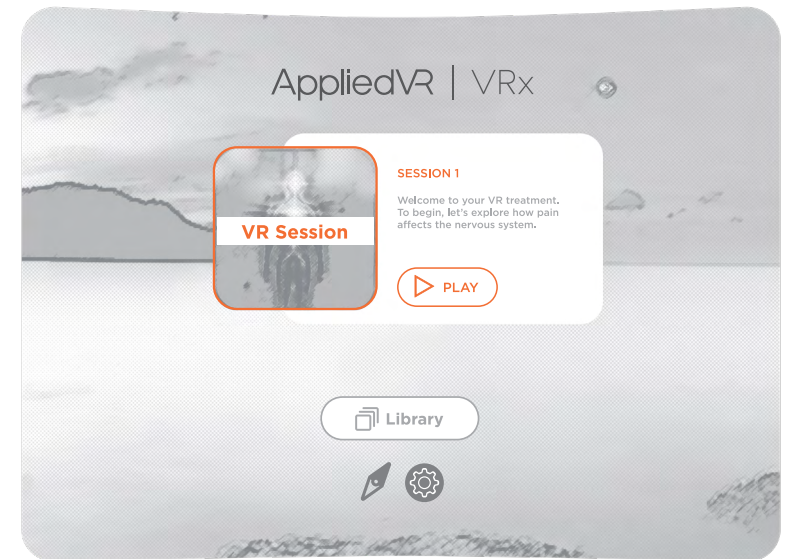 AppliedVR | VRx
SESSION 1
Welcome to your VR treatment.
To begin, let's explore how pain
affects the nervous system.
VR Session
PLAY
Library